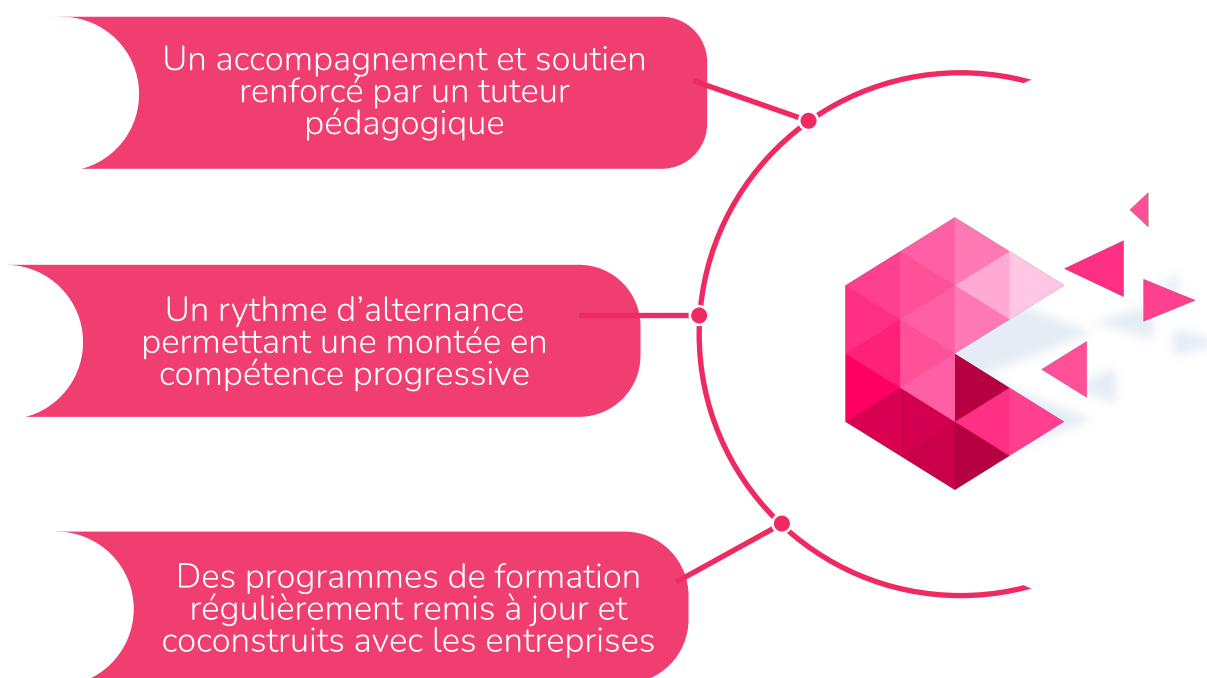 Un accompagnement et soutien
renforcé par un tuteur
pédagogique
Un rythme d’alternance
permettant une montée en
compétence progressive
Des programmes de formation
régulièrement remis à jour et
coconstruits avec les entreprises